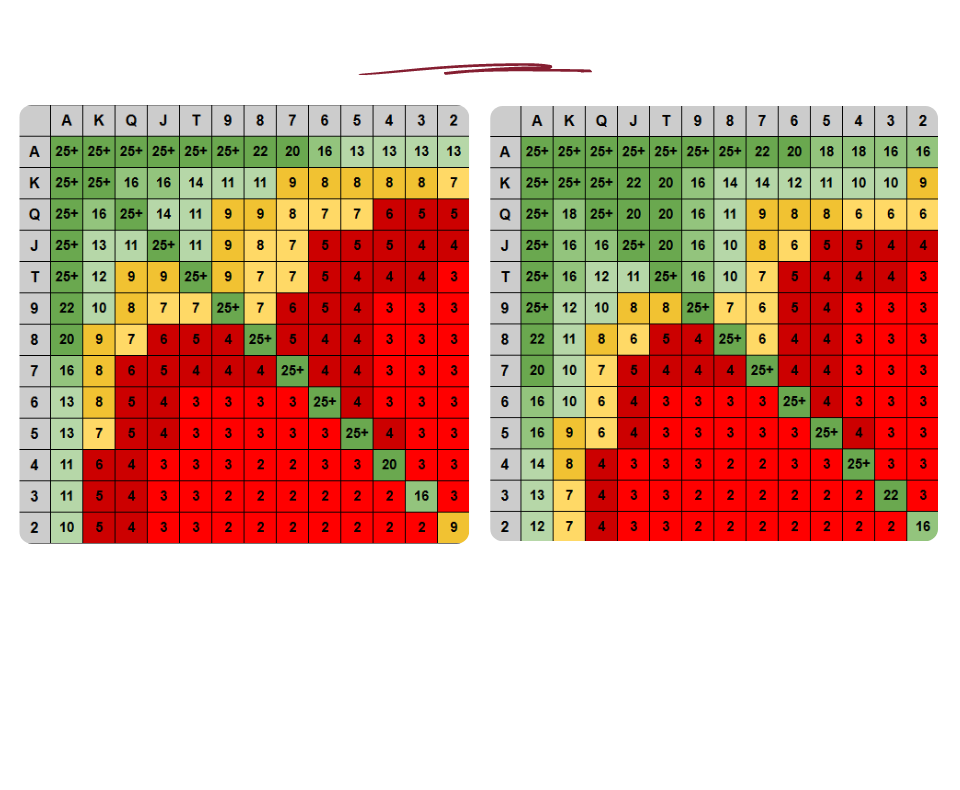 A K Q J T 9 8 7 6 5 4 3 2
A 25+ 25+ 25+ 25+ 25+ 25+ 22 20 16 13 13 13 13
K 25+ 25+ 16 16 14 11 11 9 8 8 8 8 7
Q 25+ 16 25+ 14 11 9 9 8 7 7 6 5 5
J 25+ 13 11 25+ 11 9 8 7 5 5 5 4 4
T 25+ 12 9 9 25+ 9 7 7 5 4 4 4 3
9 22 10 8 7 7 25+ 7 6 5 4 3 3 3
8 20 9 7 6 5 4 25+ 5 4 4 3 3 3
7 16 8 6 5 4 4 4 25+ 4 4 3 3 3
6 13 8 5 4 3 3 3 3 25+ 4 3 3 3
5 13 7 5 4 3 3 3 3 3 25+ 4 3 3
4 11 6 4 3 3 3 2 2 3 3 20 3 3
3 11 5 4 3 3 2 2 2 2 2 2 16 3
2 10 5 4 3 3 2 2 2 2 2 2 2 9
A K Q J T 9 8 7 6 5 4 3 2
A 25+ 25+ 25+ 25+ 25+ 25+ 25+ 22 20 18 18 16 16
K 25+ 25+ 25+ 22 20 16 14 14 12 11 10 10 9
Q 25+ 18 25+ 20 20 16 11 9 8 8 6 6 6
J 25+ 16 16 25+ 20 16 10 8 6 5 5 4 4
T 25+ 16 12 11 25+ 16 10 7 5 4 4 4 3
9 25+ 12 10 8 8 25+ 7 6 5 4 3 3 3
8 22 11 8 6 5 4 25+ 6 4 4 3 3 3
7 20 10 7 5 4 4 4 25+ 4 4 3 3 3
6 16 10 6 4 3 3 3 3 25+ 4 3 3 3
5 16 9 6 4 3 3 3 3 3 25+ 4 3 3
4 14 8 4 3 3 3 2 2 3 3 25+ 3 3
3 13 7 4 3 3 2 2 2 2 2 2 22 3
2 12 7 4 3 3 2 2 2 2 2 2 2 16